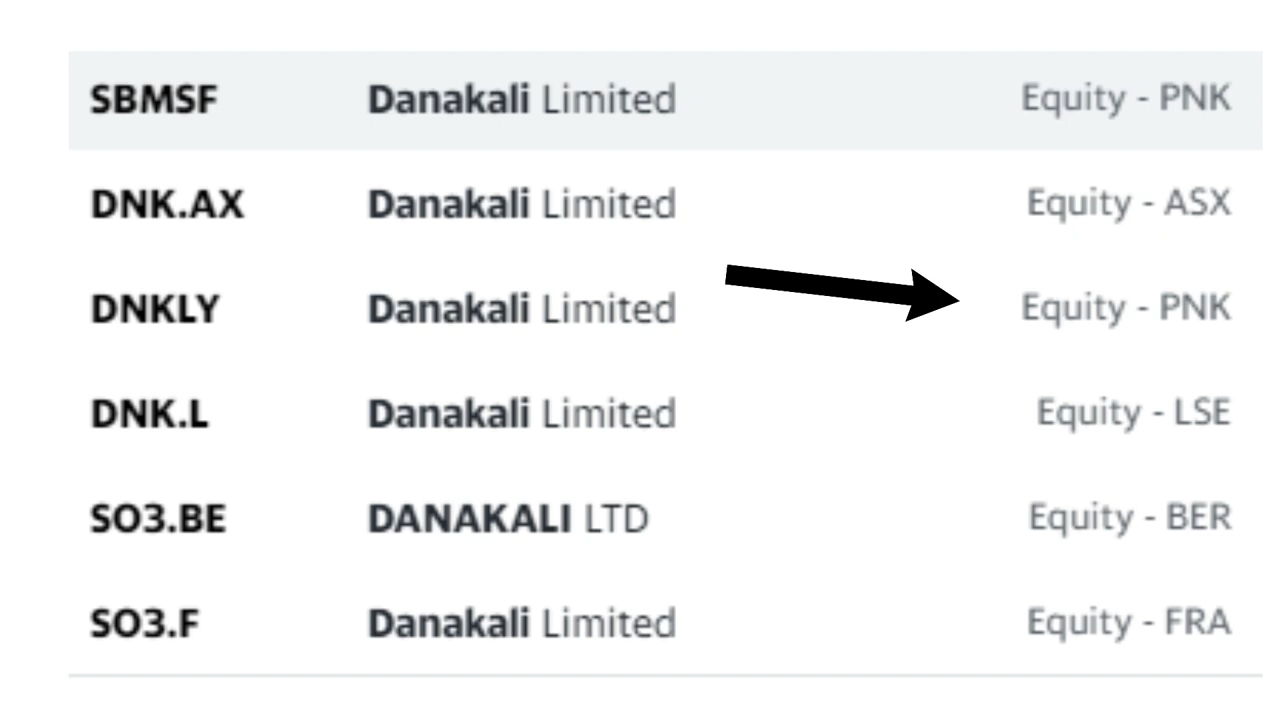 SBMSF Danakali Limited Equity - PNK
DNK.AX Danakali Limited Equity - ASX
DNKLY Danakali Limited Equity - PNK
DNK.L Danakali Limited Equity - LSE
SO3.BE DANAKALI LTD Equity - BER
SO3.F Danakali Limited Equity - FRA